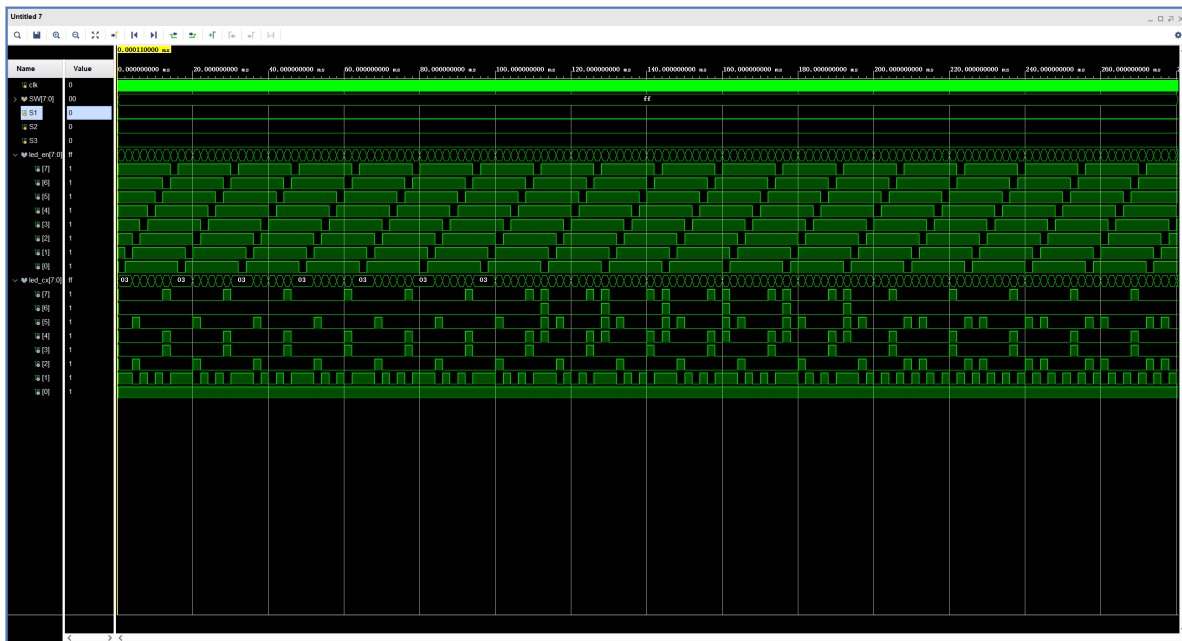 Untitled 7
0.000110000 ms
Name Value
0.000000000 ms 20.000000000 ms 40.000000000 ms 60.000000000 ms 80.000000000 ms 100.000000000 ms 120.000000000 ms 140.000000000 ms 160.000000000 ms 180.000000000 ms 200.000000000 ms 220.000000000 ms 240.000000000 ms 260.000000000 ms
clk 0
SW[7:0] 00 ff
S1 0
S2 0
S3 0
led_en[7:0] ff
[7] 1
[6] 1
[5] 1
[4] 1
[3] 1
[2] 1
[1] 1
[0] 1
led_cx[7:0] ff 03 03 03 03 03 03 03
[7] 1
[6] 1
[5] 1
[4] 1
[3] 1
[2] 1
[1] 1
[0] 1